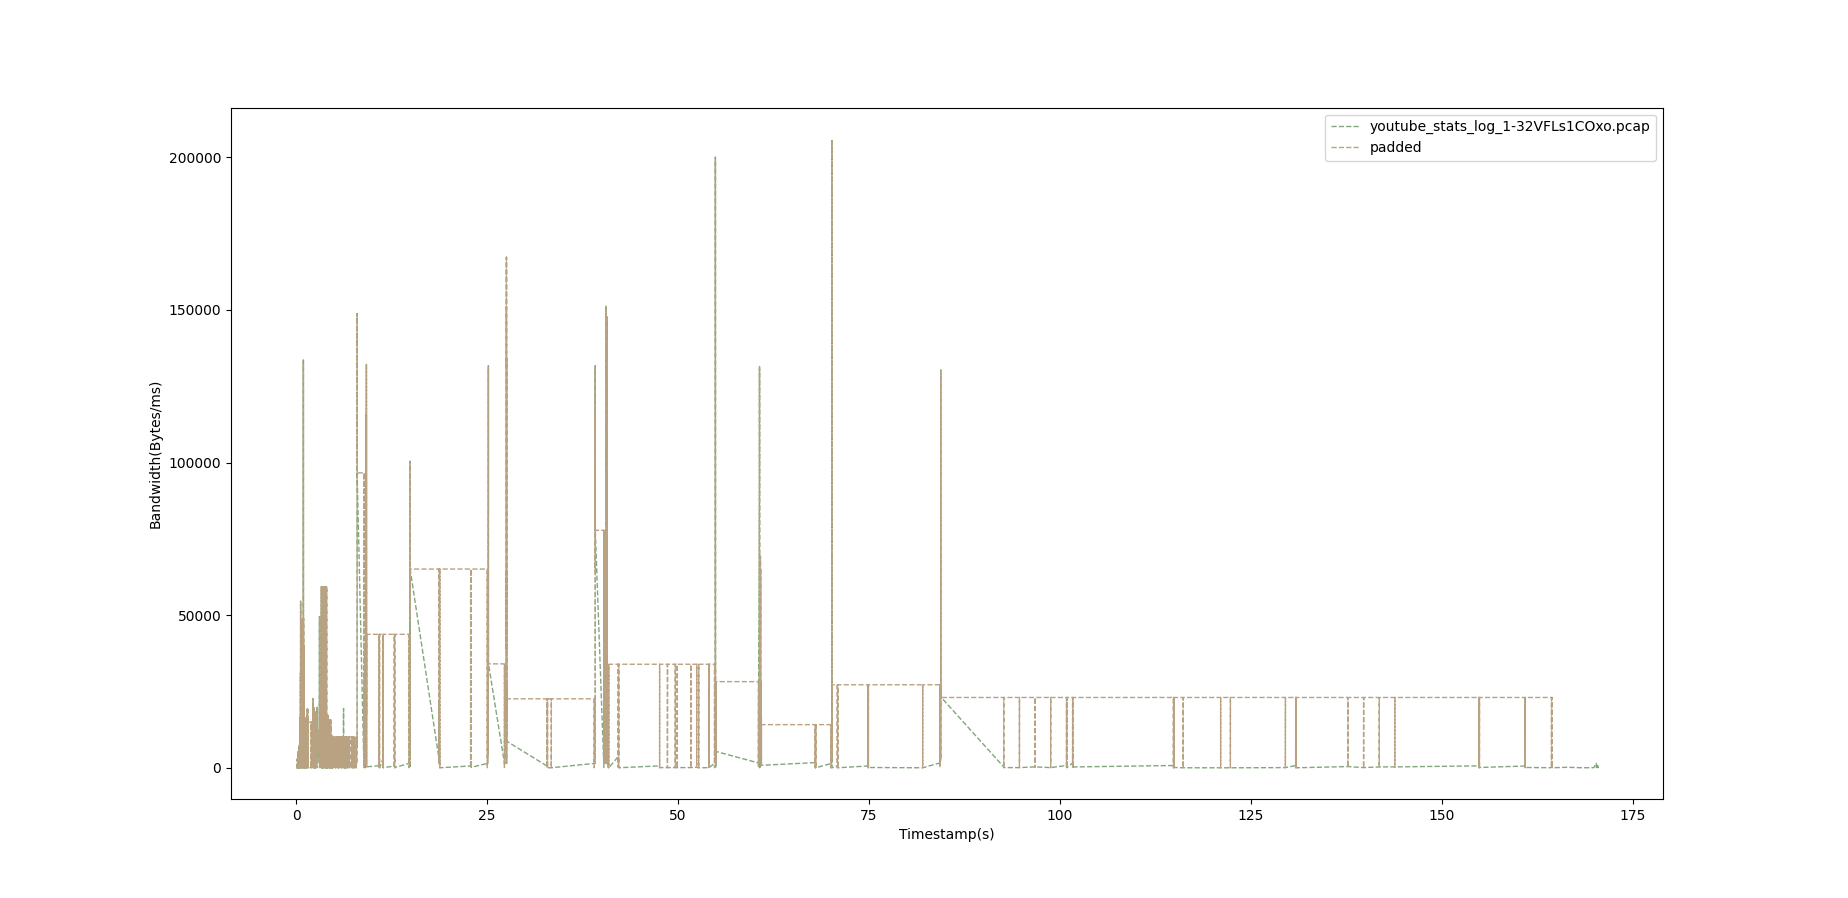 youtube_stats_log_1-32VFLs1COxo.pcap
padded
200000
150000
100000
50000
0
Bandwidth(Bytes/ms)
0 25 50 75 100 125 150 175
Timestamp(s)